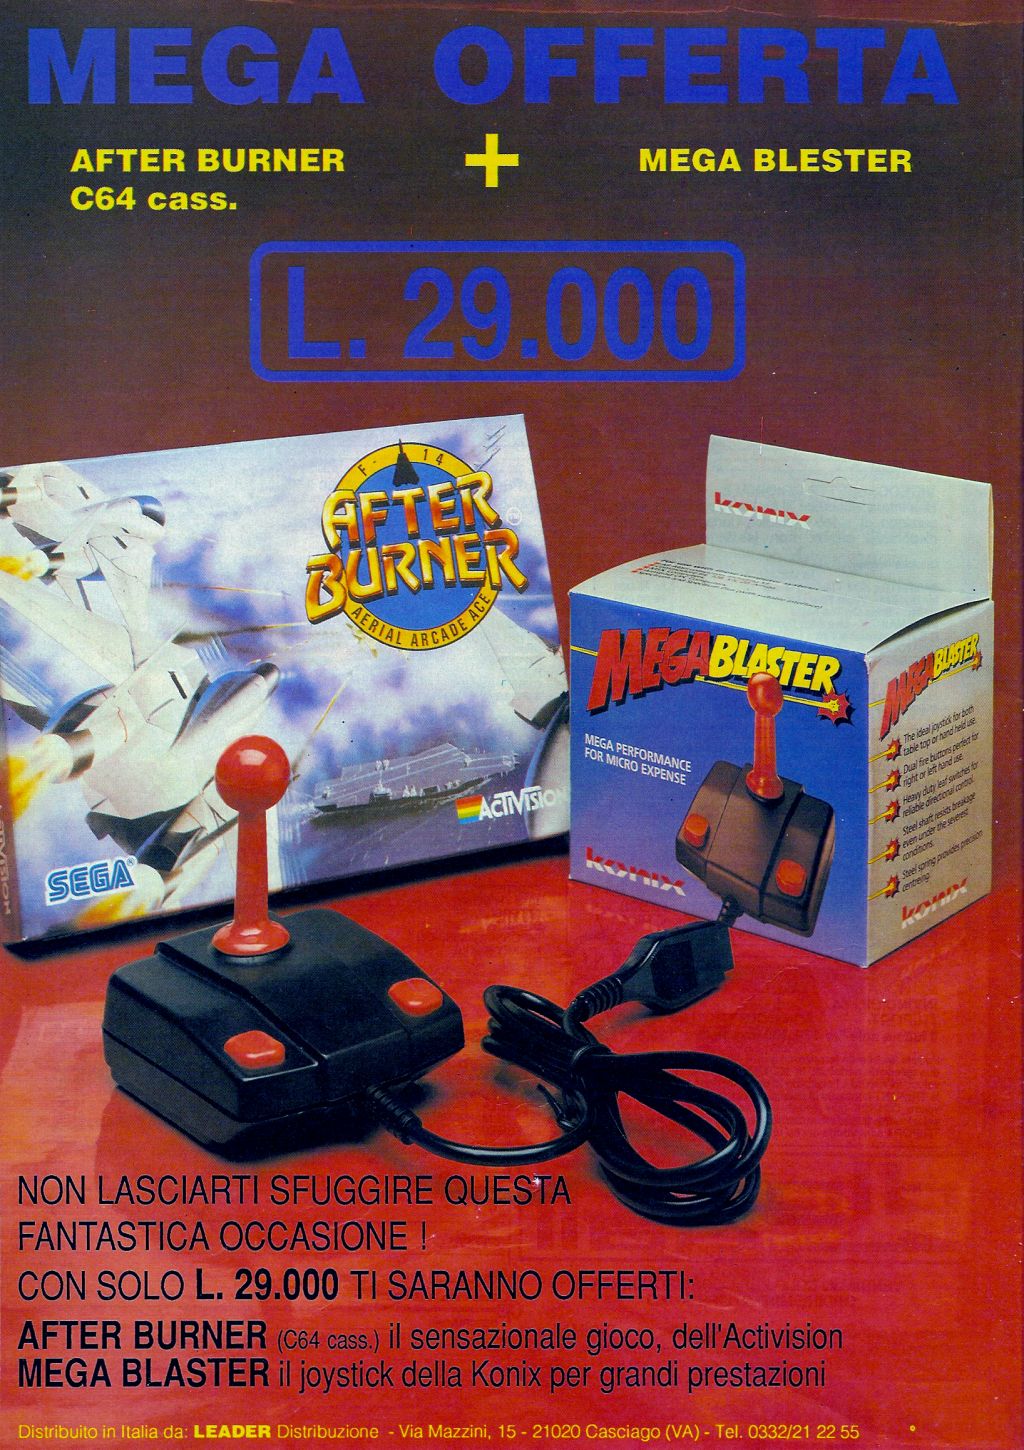 MEGA OFFERTA
AFTER BURNER + MEGA BLESTER
C64 cass.
L. 29.000
F-14
AFTER
BURNER
AERIAL ARCADE ACE
SEGA®
ACTIVISION
KONIX
MEGABLASTER
MEGA PERFORMANCE
FOR MICRO EXPENSE
KONIX
MEGABLASTER
The ideal joystick for both
table top or hand held use.
Dual fire buttons perfect for
right or left hand use.
Heavy duty leaf switches for
reliable directional control.
Steel shaft resists breakage
even under the severest
conditions.
Steel spring provides precision
centreing.
KONIX
NON LASCIARTI SFUGGIRE QUESTA
FANTASTICA OCCASIONE !
CON SOLO L. 29.000 TI SARANNO OFFERTI:
AFTER BURNER (C64 cass.) il sensazionale gioco, dell'Activision
MEGA BLASTER il joystick della Konix per grandi prestazioni
Distribuito in Italia da: LEADER Distribuzione - Via Mazzini, 15 - 21020 Casciago (VA) - Tel. 0332/21 22 55